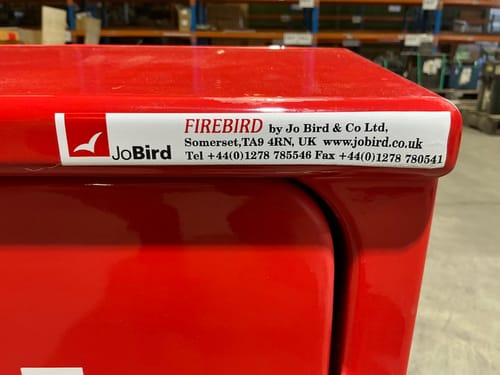 JoBird
FIREBIRD by Jo Bird & Co Ltd,
Somerset,TA9 4RN, UK www.jobird.co.uk
Tel +44(0)1278 785546 Fax +44(0)1278 780541